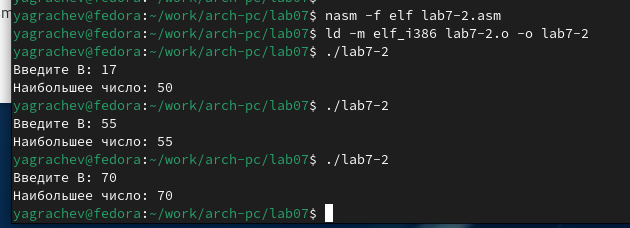 yagrachev@fedora:~/work/arch-pc/lab07$ nasm -f elf lab7-2.asm
yagrachev@fedora:~/work/arch-pc/lab07$ ld -m elf_i386 lab7-2.o -o lab7-2
yagrachev@fedora:~/work/arch-pc/lab07$ ./lab7-2
Введите В: 17
Наибольшее число: 50
yagrachev@fedora:~/work/arch-pc/lab07$ ./lab7-2
Введите В: 55
Наибольшее число: 55
yagrachev@fedora:~/work/arch-pc/lab07$ ./lab7-2
Введите В: 70
Наибольшее число: 70
yagrachev@fedora:~/work/arch-pc/lab07$